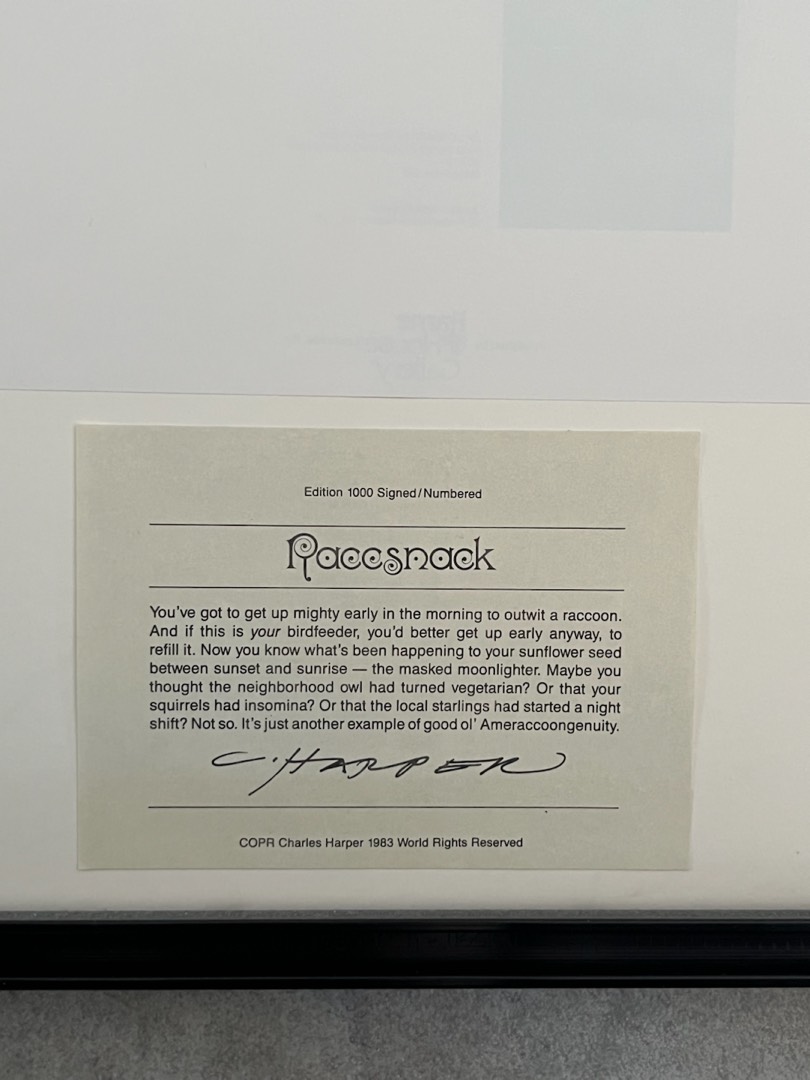 Edition 1000 Signed/Numbered
Raccsnack
You've got to get up mighty early in the morning to outwit a raccoon.
And if this is your birdfeeder, you'd better get up early anyway, to
refill it. Now you know what's been happening to your sunflower seed
between sunset and sunrise — the masked moonlighter. Maybe you
thought the neighborhood owl had turned vegetarian? Or that your
squirrels had insomina? Or that the local starlings had started a night
shift? Not so. It's just another example of good ol' Ameraccoongenuity.
C. HARPER
COPR Charles Harper 1983 World Rights Reserved